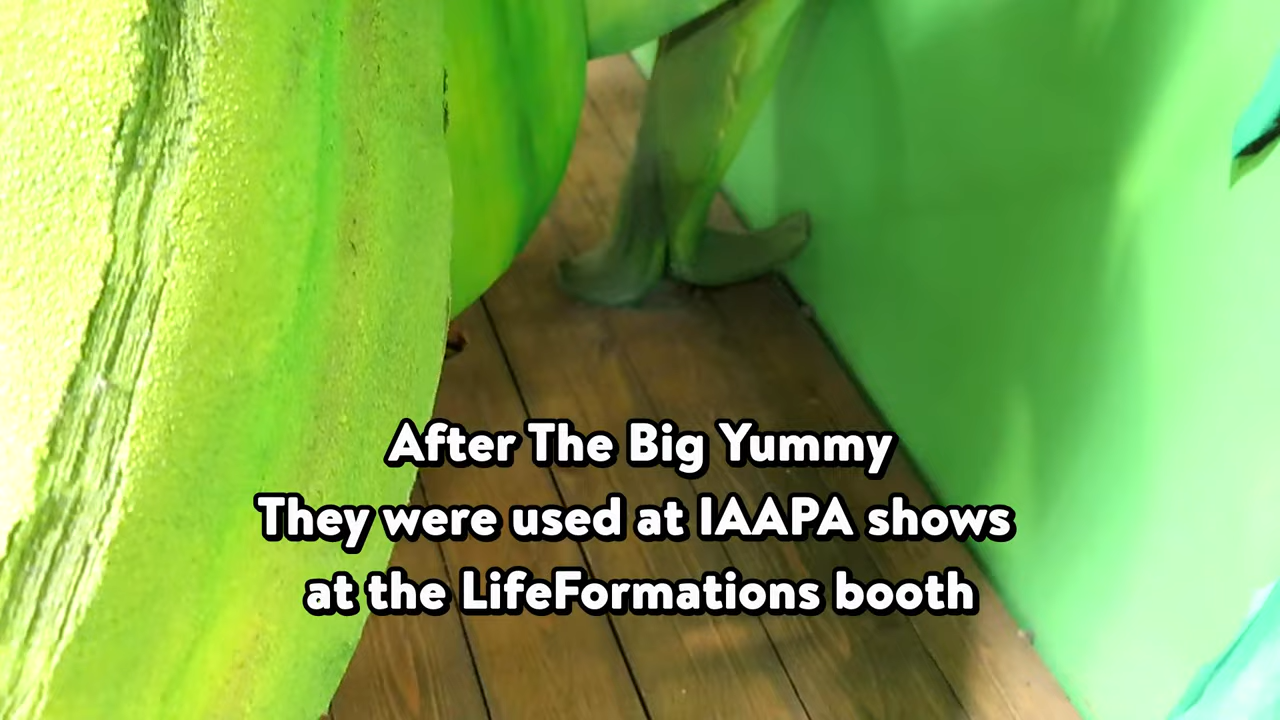 After The Big Yummy
They were used at IAAPA shows
at the LifeFormations booth